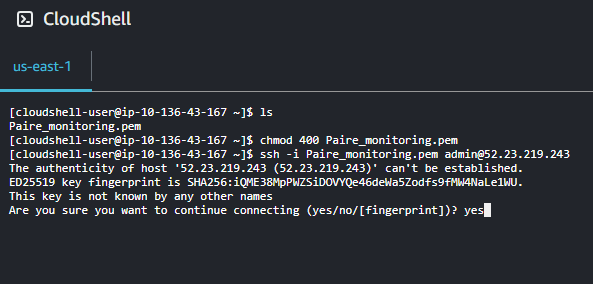 CloudShell
us-east-1
[cloudshell-user@ip-10-136-43-167 ~]$ ls
Paire_monitoring.pem
[cloudshell-user@ip-10-136-43-167 ~]$ chmod 400 Paire_monitoring.pem
[cloudshell-user@ip-10-136-43-167 ~]$ ssh -i Paire_monitoring.pem admin@52.23.219.243
The authenticity of host '52.23.219.243 (52.23.219.243)' can't be established.
ED25519 key fingerprint is SHA256:iQME38MpPWZSiDOVYQe46deWa5Zodfs9fMW4NaLe1WU.
This key is not known by any other names
Are you sure you want to continue connecting (yes/no/[fingerprint])? yes